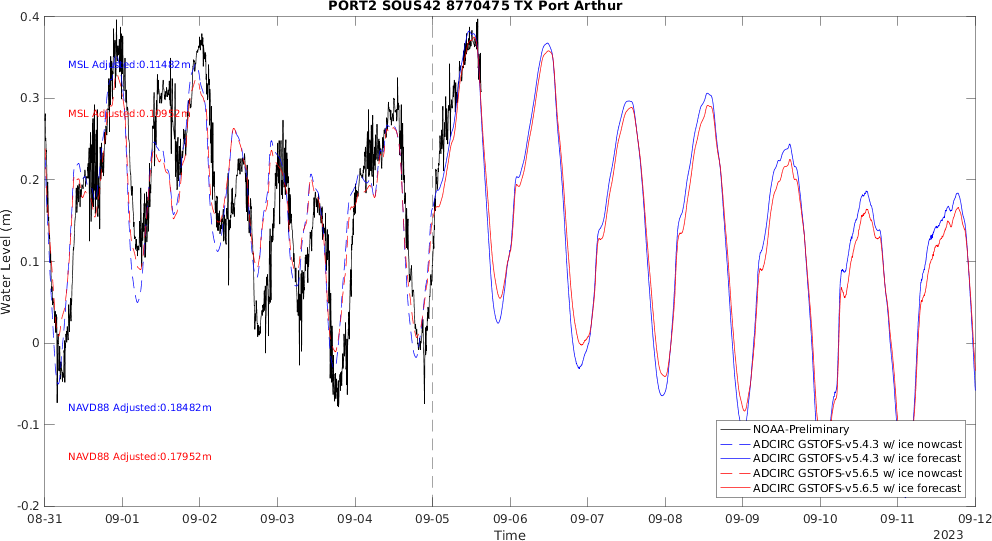 PORT2 SOUS42 8770475 TX Port Arthur
Water Level (m)
0.4
0.3
0.2
0.1
0
-0.1
-0.2
MSL Adjusted:0.11482m
MSL Adjusted:0.10952m
NAVD88 Adjusted:0.18482m
NAVD88 Adjusted:0.17952m
NOAA-Preliminary
ADCIRC GSTOFS-v5.4.3 w/ ice nowcast
ADCIRC GSTOFS-v5.4.3 w/ ice forecast
ADCIRC GSTOFS-v5.6.5 w/ ice nowcast
ADCIRC GSTOFS-v5.6.5 w/ ice forecast
08-31 09-01 09-02 09-03 09-04 09-05 09-06 09-07 09-08 09-09 09-10 09-11 09-12
Time
2023